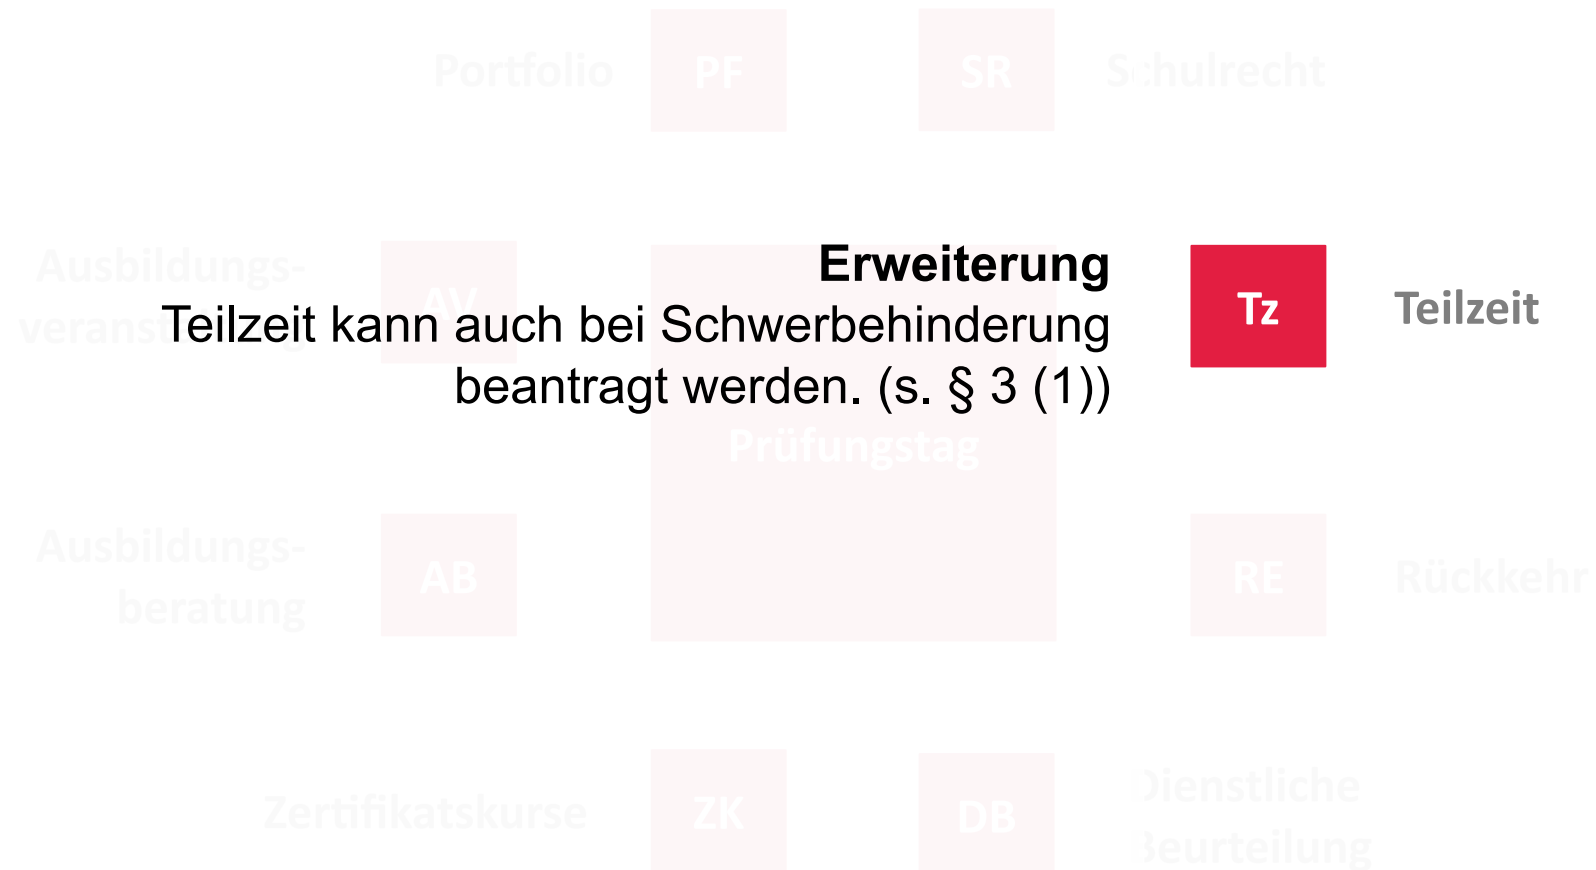 Portfolio PF SR Schulrecht
Erweiterung
Teilzeit kann auch bei Schwerbehinderung
beantragt werden. (s. § 3 (1))
Tz Teilzeit
Ausbildungs-
AV
Prüfungstag
Ausbildungs-
beratung
AB
RE Rückkehr
Zertifikatskurse ZK DB Dienstliche
Beurteilung